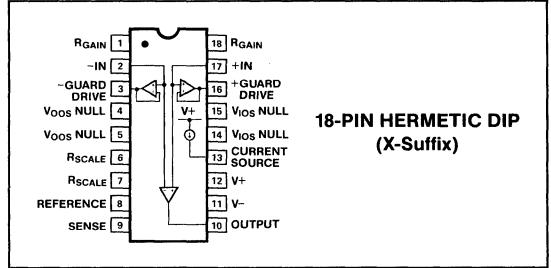 RGAIN 1 18 RGAIN
~IN 2 17 +IN
~GUARD DRIVE 3 16 +GUARD DRIVE
VOOS NULL 4 V+ 15 VIOS NULL
VOOS NULL 5 14 VIOS NULL
RSCALE 6 13 CURRENT SOURCE
RSCALE 7 12 V+
REFERENCE 8 11 V−
SENSE 9 10 OUTPUT
18-PIN HERMETIC DIP
(X-Suffix)